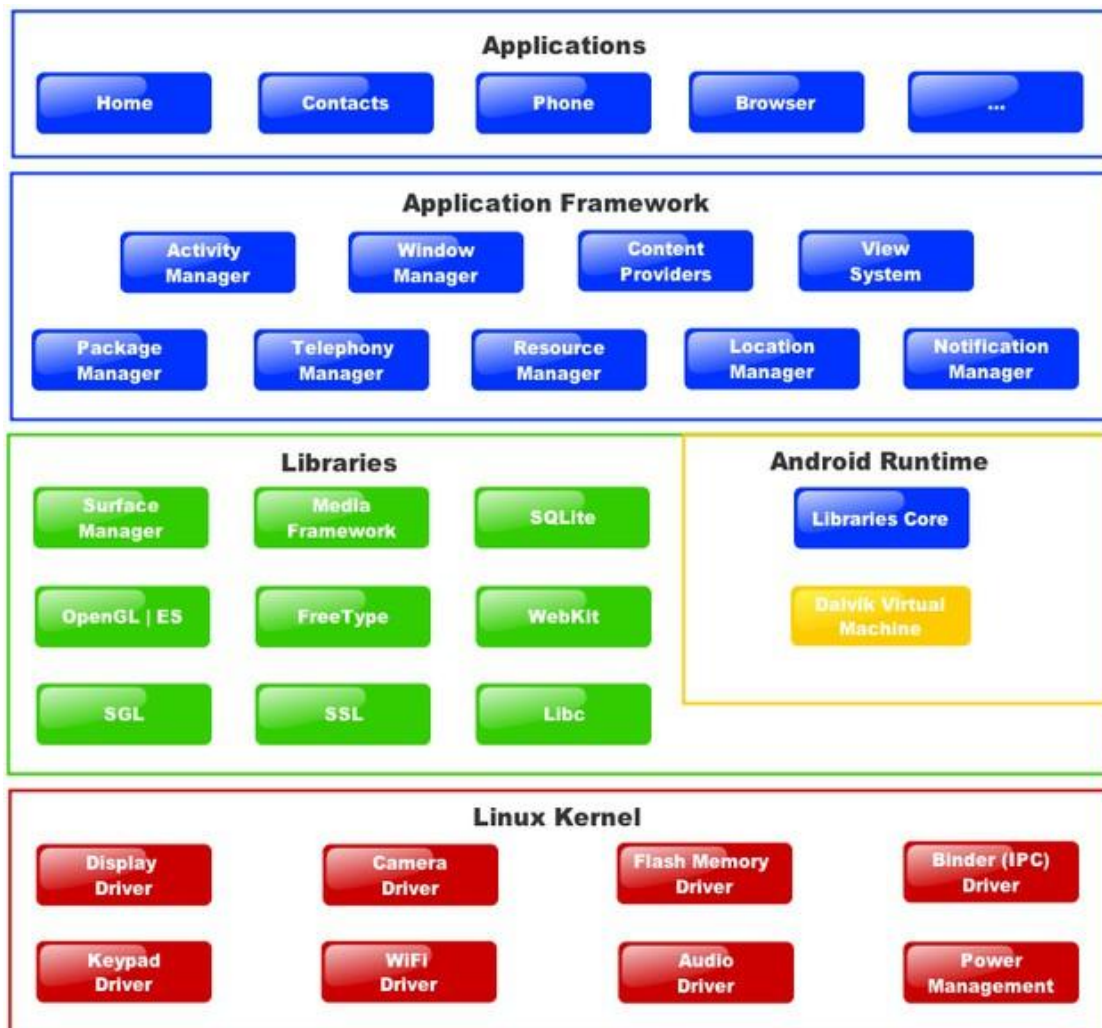 Applications
Home
Contacts
Phone
Browser
...
Application Framework
Activity
Manager
Window
Manager
Content
Providers
View
System
Package
Manager
Telephony
Manager
Resource
Manager
Location
Manager
Notification
Manager
Libraries
Surface
Manager
Media
Framework
SQLite
OpenGL | ES
FreeType
WebKit
SGL
SSL
Libc
Android Runtime
Libraries Core
Dalvik Virtual
Machine
Linux Kernel
Display
Driver
Camera
Driver
Flash Memory
Driver
Binder (IPC)
Driver
Keypad
Driver
WiFi
Driver
Audio
Driver
Power
Management